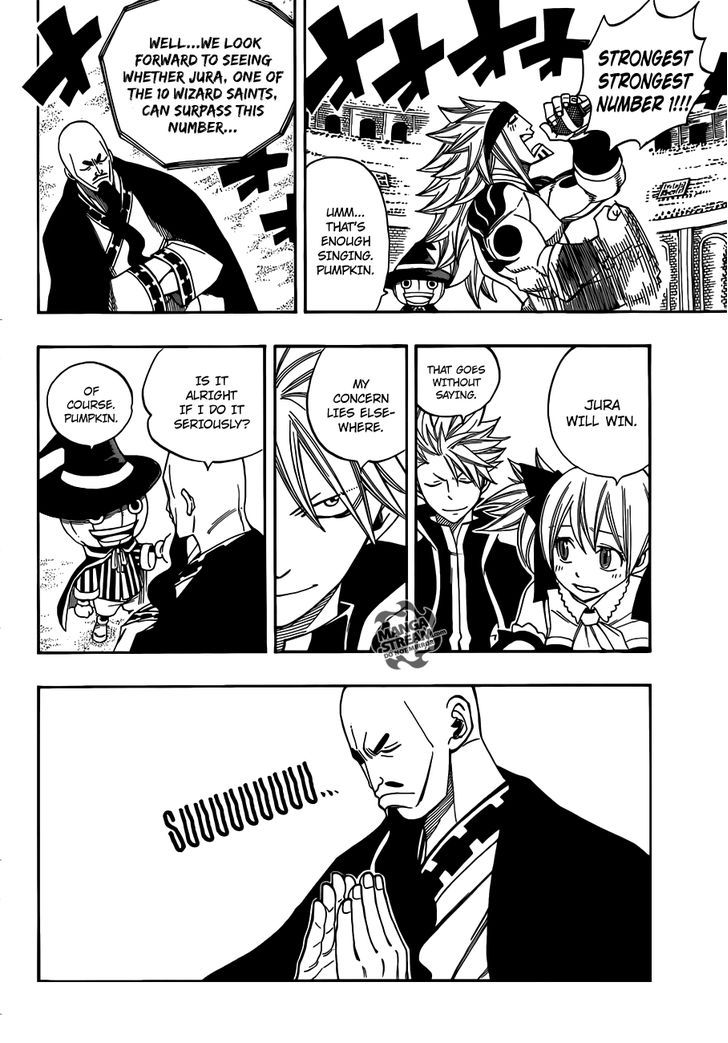 STRONGEST
STRONGEST
NUMBER 1!!!
UMM...
THAT'S
ENOUGH
SINGING.
PUMPKIN.
WELL...WE LOOK
FORWARD TO SEEING
WHETHER JURA, ONE OF
THE 10 WIZARD SAINTS,
CAN SURPASS THIS
NUMBER...
JURA
WILL WIN.
THAT GOES
WITHOUT
SAYING.
MY
CONCERN
LIES ELSE-
WHERE.
IS IT
ALRIGHT
IF I DO IT
SERIOUSLY?
OF
COURSE.
PUMPKIN.
MANGA
STREAM.com
SUUUUUUUUU...